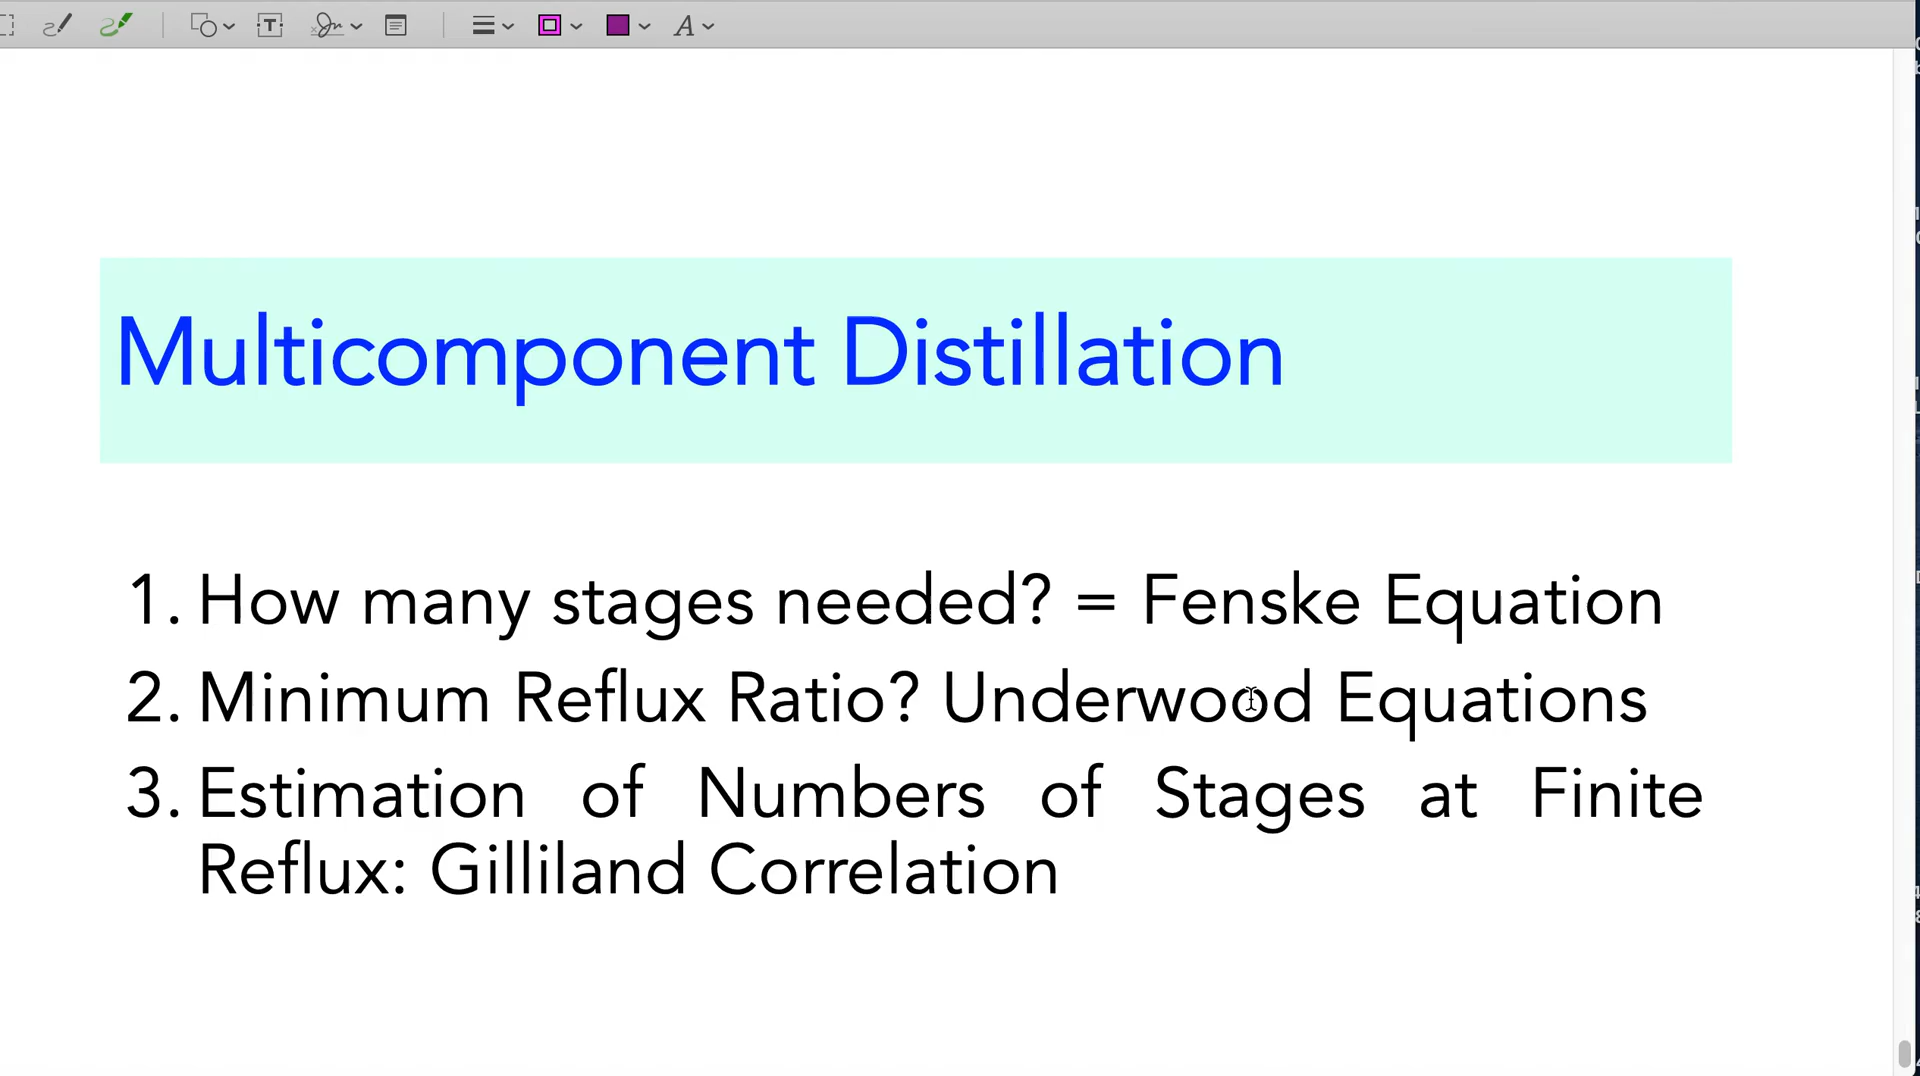 Multicomponent Distillation
1. How many stages needed? = Fenske Equation
2. Minimum Reflux Ratio? Underwood Equations
3. Estimation of Numbers of Stages at Finite
Reflux: Gilliland Correlation